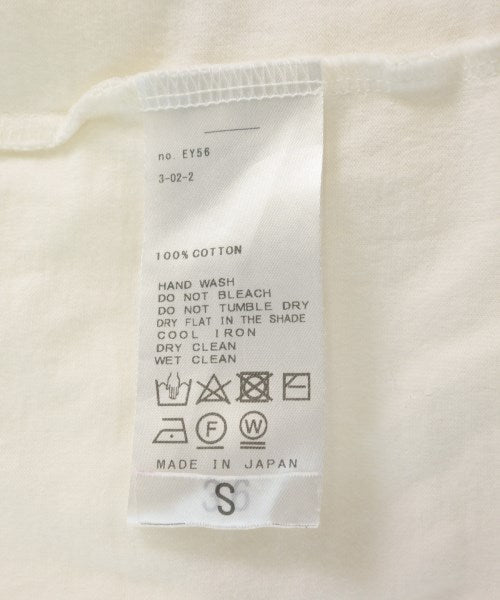 no. EY56
3-02-2
100% COTTON
HAND WASH
DO NOT BLEACH
DO NOT TUMBLE DRY
DRY FLAT IN THE SHADE
COOL IRON
DRY CLEAN
WET CLEAN
F W
MADE IN JAPAN
S